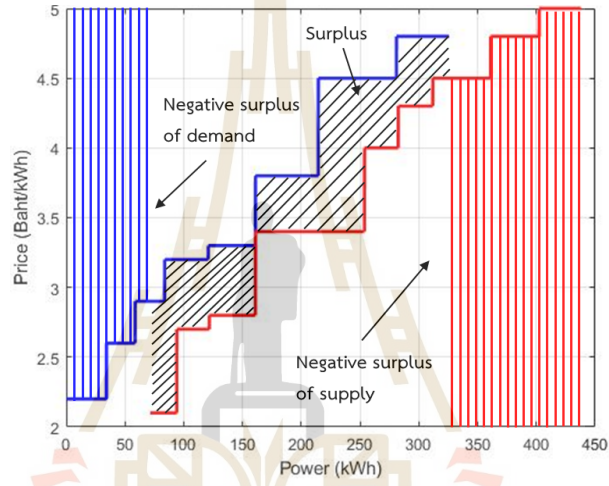 5
4.5
4
3.5
3
2.5
2
Price (Baht/kWh)
Surplus
Negative surplus
of demand
Negative surplus
of supply
0
50
100
150
200
250
300
350
400
450
Power (kWh)